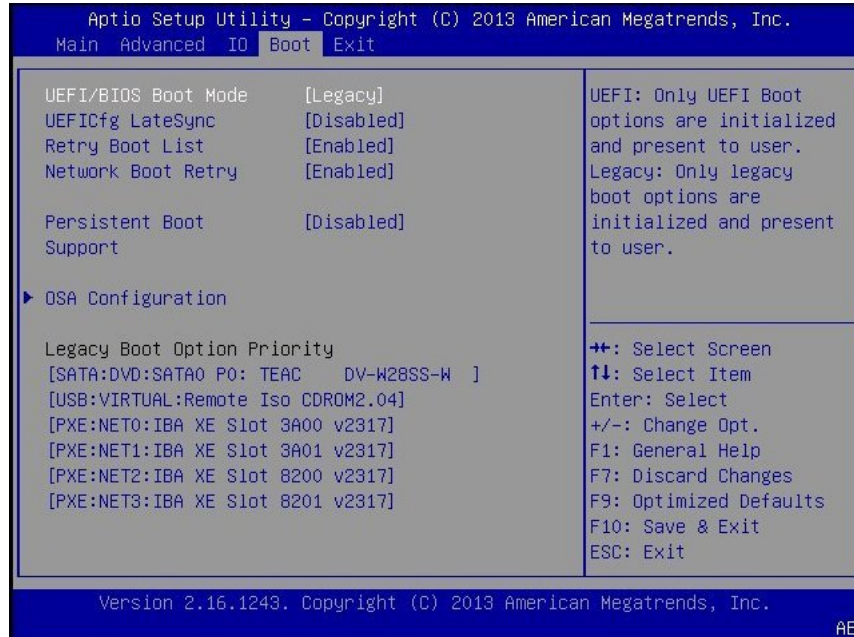 Aptio Setup Utility – Copyright (C) 2013 American Megatrends, Inc.
Main Advanced IO Boot Exit
UEFI/BIOS Boot Mode [Legacy]
UEFICfg LateSync [Disabled]
Retry Boot List [Enabled]
Network Boot Retry [Enabled]
Persistent Boot [Disabled]
Support
OSA Configuration
Legacy Boot Option Priority
[SATA:DVD:SATA0 P0: TEAC DV-W28SS-W ]
[USB:VIRTUAL:Remote Iso CDROM2.04]
[PXE:NET0:IBA XE Slot 3A00 v2317]
[PXE:NET1:IBA XE Slot 3A01 v2317]
[PXE:NET2:IBA XE Slot 8200 v2317]
[PXE:NET3:IBA XE Slot 8201 v2317]
UEFI: Only UEFI Boot
options are initialized
and present to user.
Legacy: Only legacy
boot options are
initialized and present
to user.
→←: Select Screen
↑↓: Select Item
Enter: Select
+/-: Change Opt.
F1: General Help
F7: Discard Changes
F9: Optimized Defaults
F10: Save & Exit
ESC: Exit
Version 2.16.1243. Copyright (C) 2013 American Megatrends, Inc.